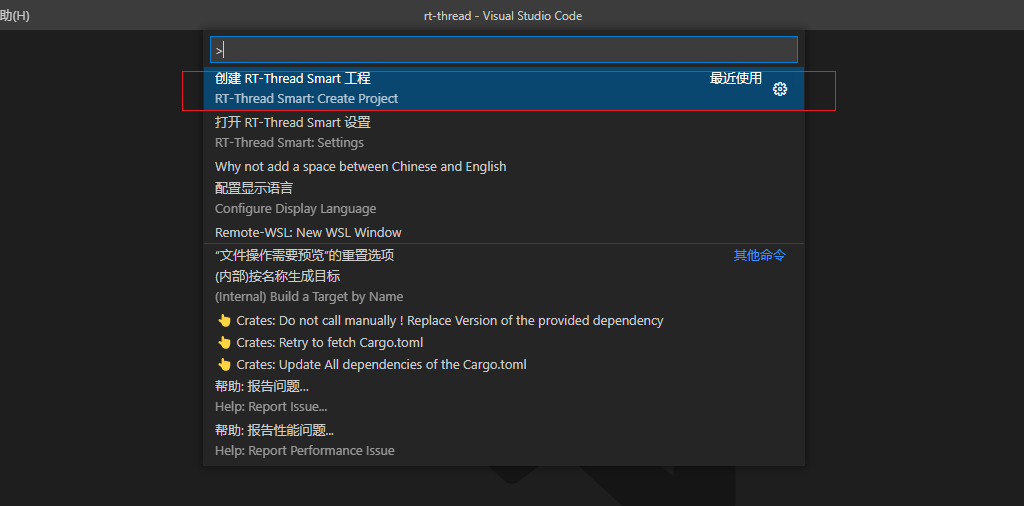 助(H)
rt-thread - Visual Studio Code
>
创建 RT-Thread Smart 工程
最近使用
RT-Thread Smart: Create Project
打开 RT-Thread Smart 设置
RT-Thread Smart: Settings
Why not add a space between Chinese and English
配置显示语言
Configure Display Language
Remote-WSL: New WSL Window
“文件操作需要预览”的重置选项
其他命令
(内部)按名称生成目标
(Internal) Build a Target by Name
👆 Crates: Do not call manually ! Replace Version of the provided dependency
👆 Crates: Retry to fetch Cargo.toml
👆 Crates: Update All dependencies of the Cargo.toml
帮助: 报告问题...
Help: Report Issue...
帮助: 报告性能问题...
Help: Report Performance Issue